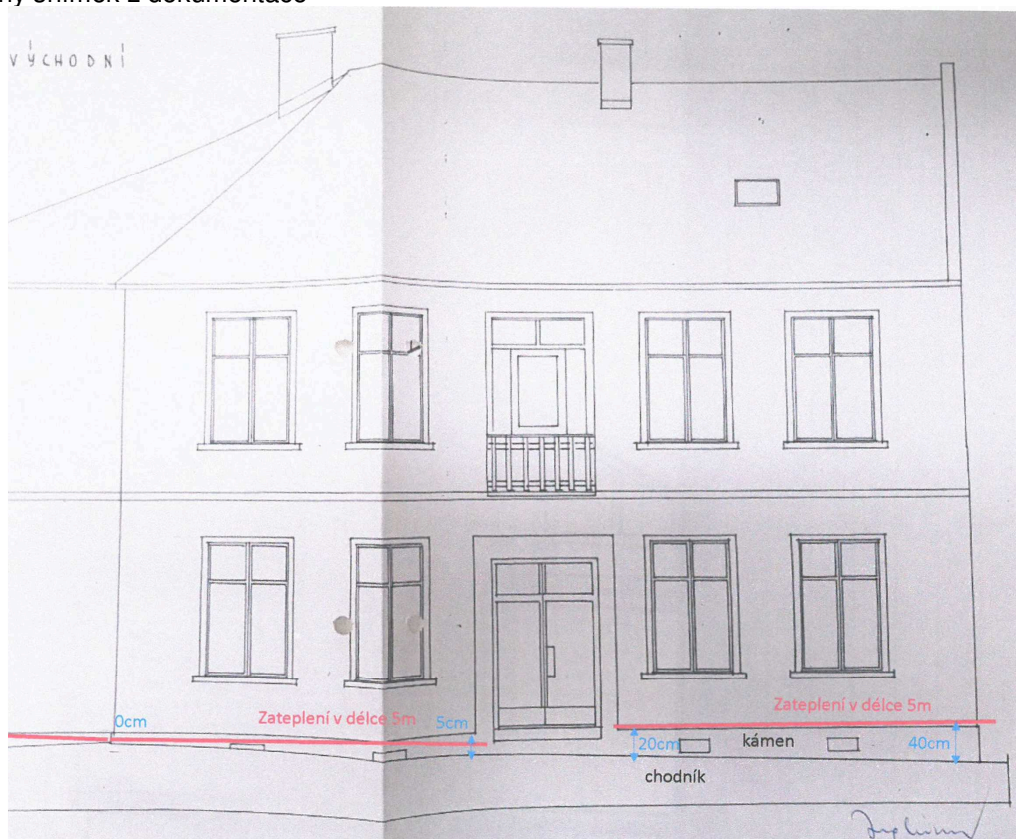 VÝCHODNÍ
0cm
Zateplení v délce 5m
5cm
Zateplení v délce 5m
20cm
kámen
40cm
chodník